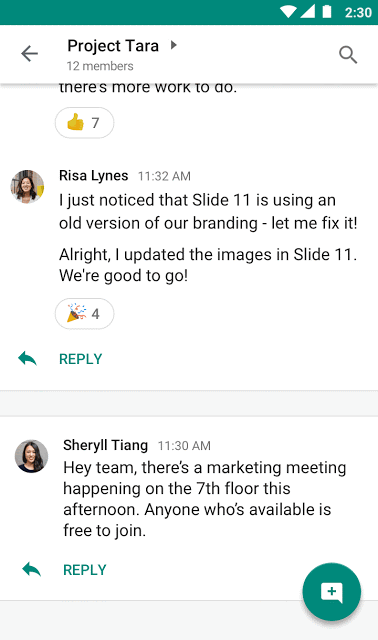 2:30
Project Tara
12 members
there's more work to do.
7
Risa Lynes 11:32 AM
I just noticed that Slide 11 is using an
old version of our branding - let me fix it!
Alright, I updated the images in Slide 11.
We're good to go!
4
REPLY
Sheryll Tiang 11:30 AM
Hey team, there's a marketing meeting
happening on the 7th floor this
afternoon. Anyone who's available is
free to join.
REPLY